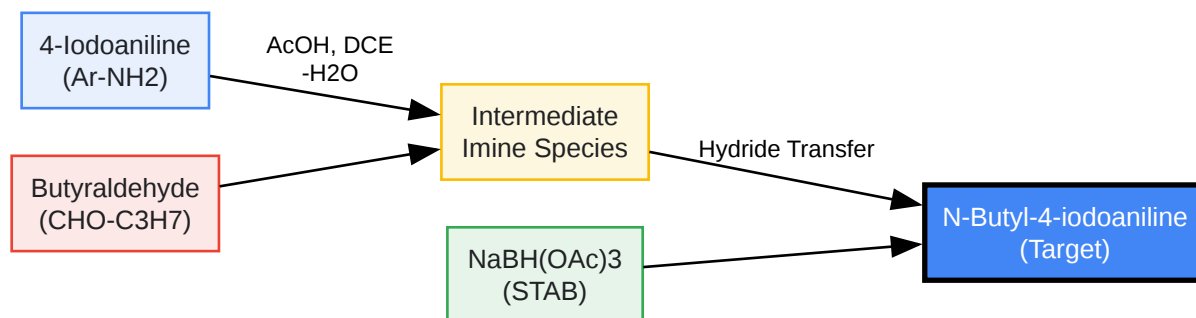 4-Iodoaniline
(Ar-NH2)
AcOH, DCE
-H2O
Butyraldehyde
(CHO-C3H7)
Intermediate
Imine Species
Hydride Transfer
NaBH(OAc)3
(STAB)
N-Butyl-4-iodoaniline
(Target)